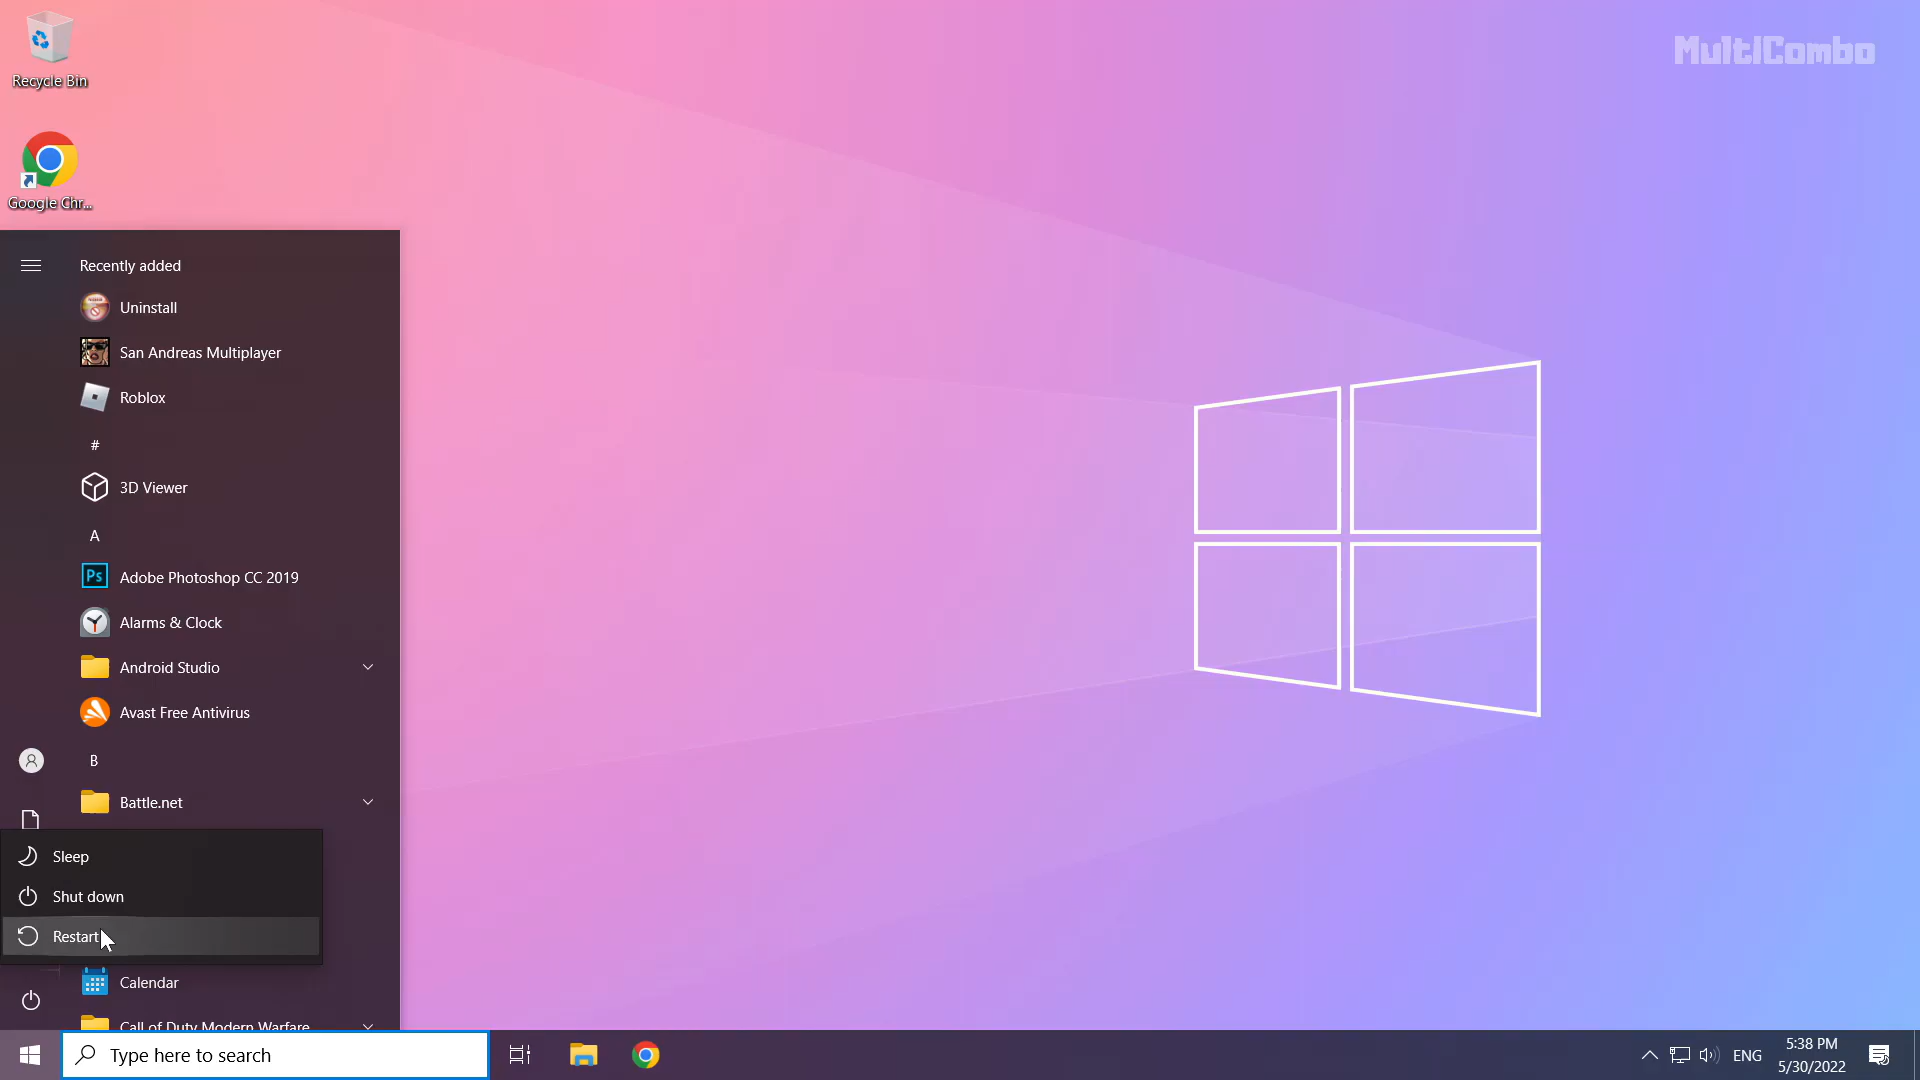 Recycle Bin
MultiCombo
Google Chr...
Recently added
Uninstall
San Andreas Multiplayer
Roblox
#
3D Viewer
A
Ps Adobe Photoshop CC 2019
Alarms & Clock
Android Studio
Avast Free Antivirus
B
Battle.net
Sleep
Shut down
Restart
Calendar
Call of Duty Modern Warfare
Type here to search
ENG
5:38 PM
5/30/2022